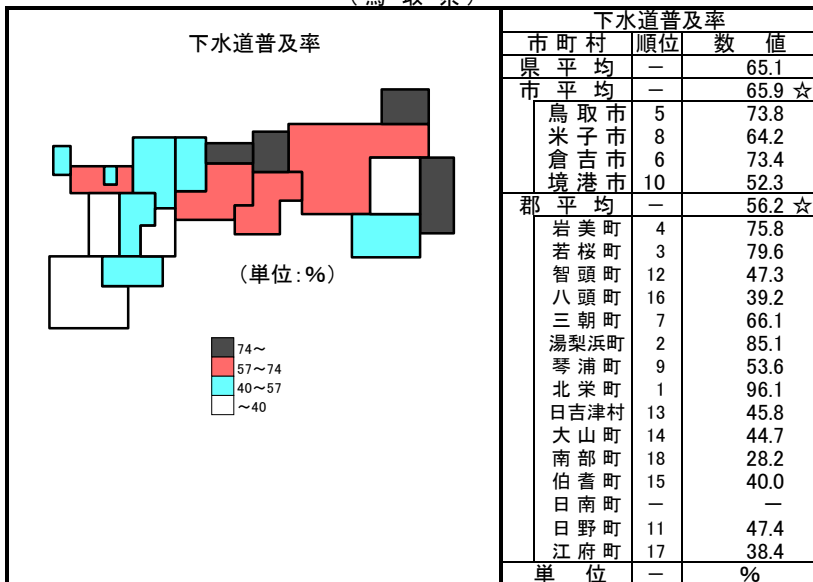 (鳥取県)
下水道普及率
(単位:%)
74～
57～74
40～57
～40
下水道普及率
市町村 順位 数 値
県 平 均 － 65.1
市 平 均 － 65.9 ☆
鳥取市 5 73.8
米子市 8 64.2
倉吉市 6 73.4
境港市 10 52.3
郡 平 均 － 56.2 ☆
岩美町 4 75.8
若桜町 3 79.6
智頭町 12 47.3
八頭町 16 39.2
三朝町 7 66.1
湯梨浜町 2 85.1
琴浦町 9 53.6
北栄町 1 96.1
日吉津村 13 45.8
大山町 14 44.7
南部町 18 28.2
伯耆町 15 40.0
日南町 － －
日野町 11 47.4
江府町 17 38.4
単 位 － %